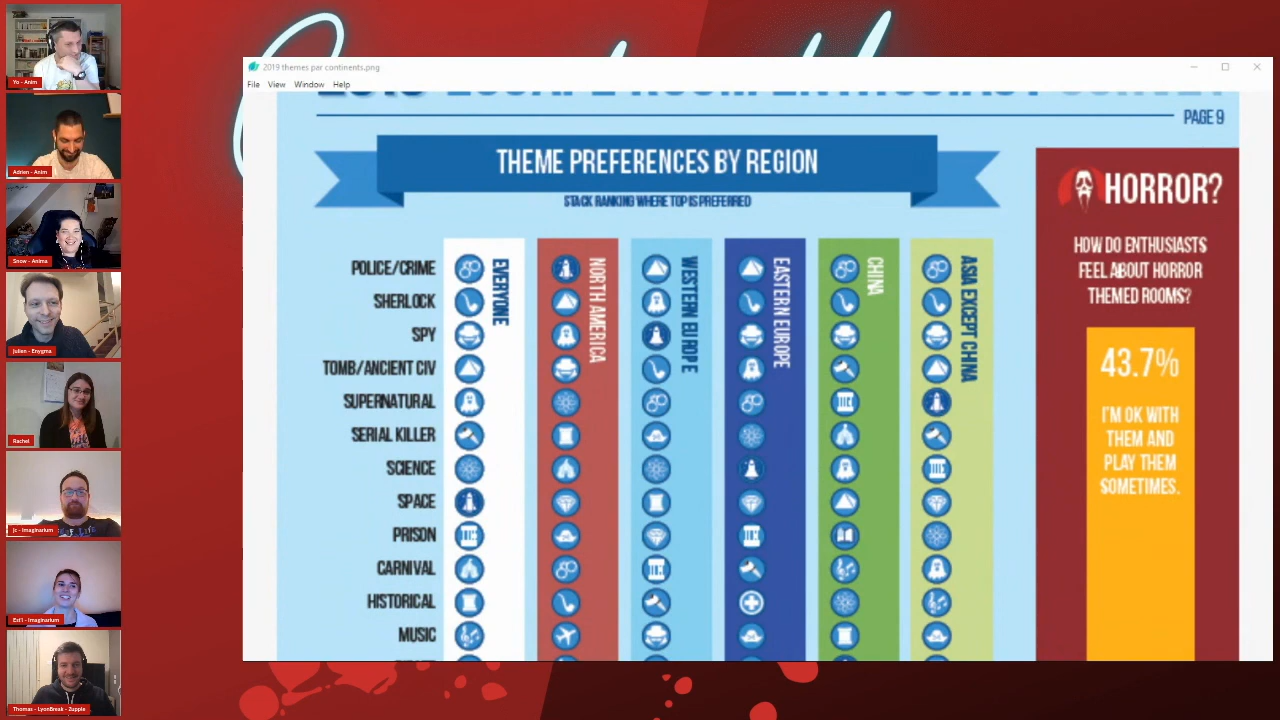 Yo - Anim
Adrien - Anim
Snow - Anima
Julien - Enygma
Rachel
Jc - Imaginarium
Est'l - Imaginarium
Thomas - LyonBreak - Zupple
2019 themes par continents.png
File View Window Help
PAGE 9
THEME PREFERENCES BY REGION
STACK RANKING WHERE TOP IS PREFERRED
POLICE/CRIME
SHERLOCK
SPY
TOMB/ANCIENT CIV
SUPERNATURAL
SERIAL KILLER
SCIENCE
SPACE
PRISON
CARNIVAL
HISTORICAL
MUSIC
EVERYONE
NORTH AMERICA
WESTERN EUROPE
EASTERN EUROPE
CHINA
ASIA EXCEPT CHINA
HORROR?
HOW DO ENTHUSIASTS
FEEL ABOUT HORROR
THEMED ROOMS?
43.7%
I'M OK WITH
THEM AND
PLAY THEM
SOMETIMES.